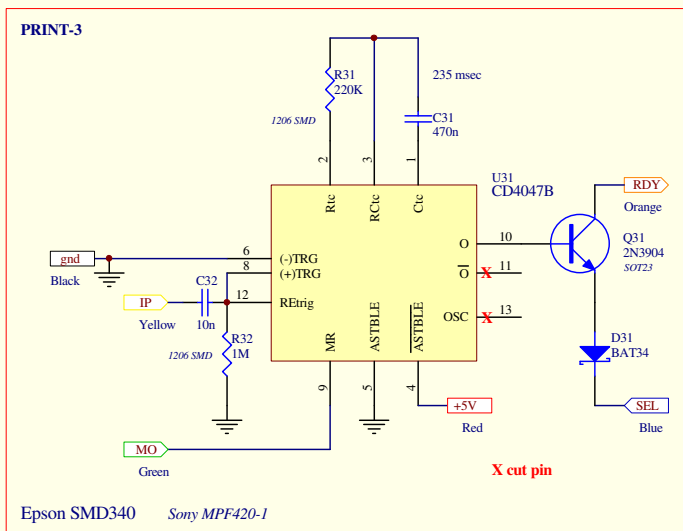 PRINT-3
R31
220K
1206 SMD
235 msec
C31
470n
2
3
1
U31
CD4047B
Rtc
RCtc
Ctc
RDY
Orange
gnd
Black
6
(-)TRG
8
(+)TRG
O
10
Q31
2N3904
SOT23
O
X
11
IP
Yellow
C32
10n
12
REtrig
OSC
X
13
R32
1M
1206 SMD
MR
ASTBLE
ASTBLE
D31
BAT34
9
5
4
+5V
Red
SEL
Blue
MO
Green
X cut pin
Epson SMD340
Sony MPF420-1